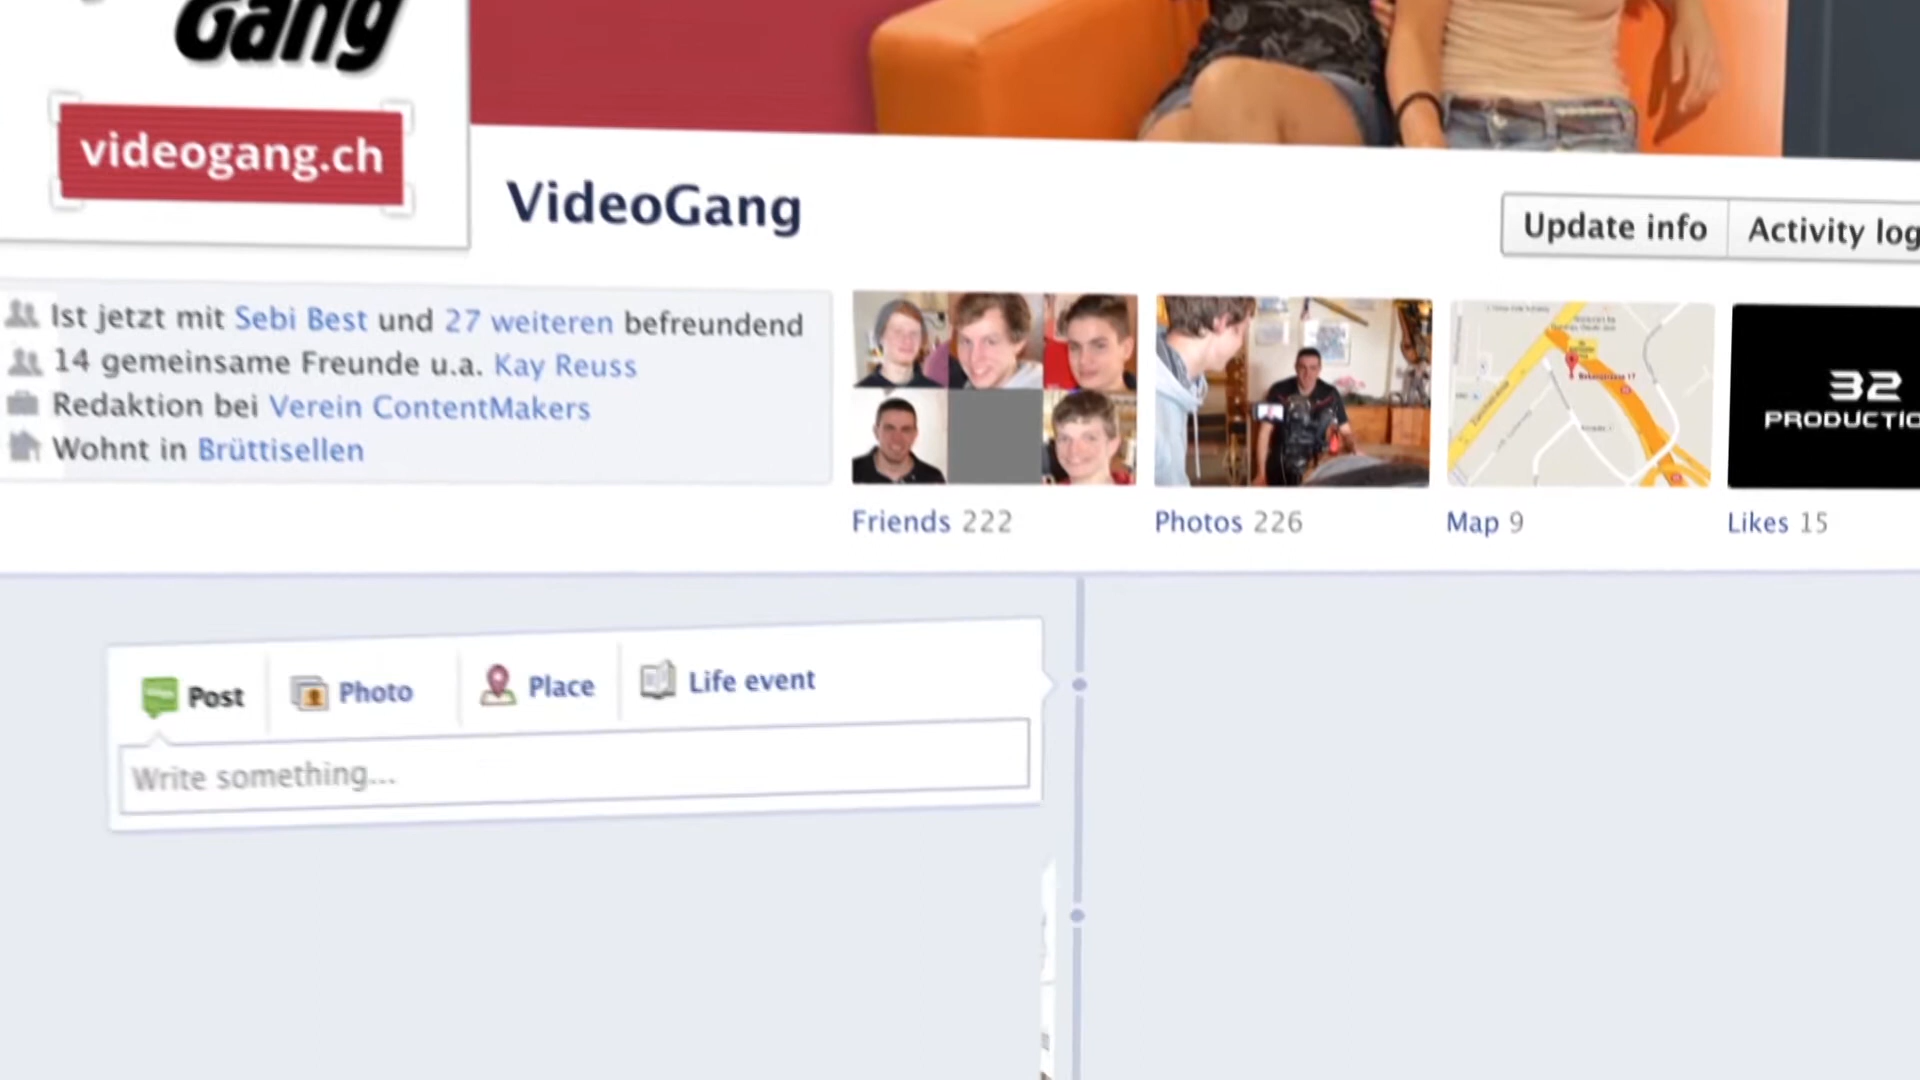 Gang
videogang.ch
VideoGang
Update info
Activity log
Ist jetzt mit Sebi Best und 27 weiteren befreundend
14 gemeinsame Freunde u.a. Kay Reuss
Redaktion bei Verein ContentMakers
Wohnt in Brüttisellen
32
PRODUCTIO
Friends 222
Photos 226
Map 9
Likes 15
Post
Photo
Place
Life event
Write something...